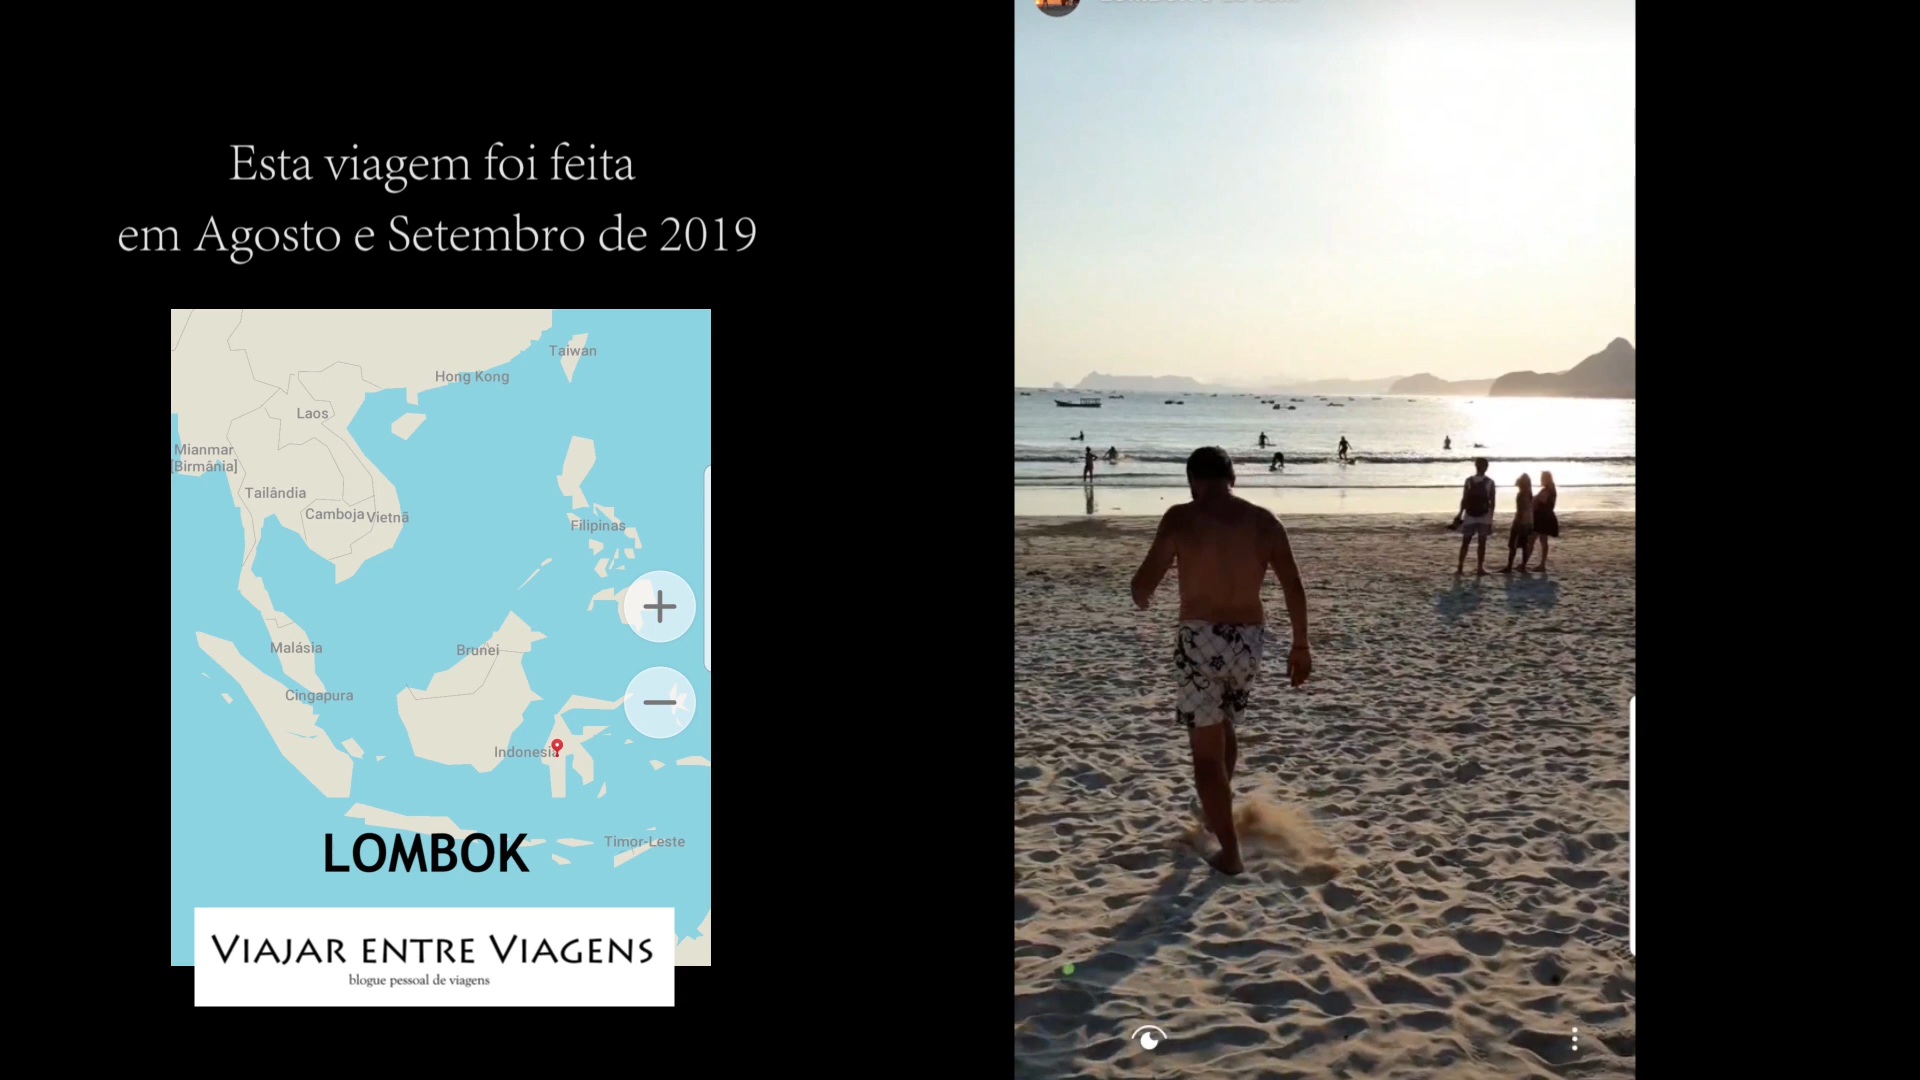 Esta viagem foi feita
em Agosto e Setembro de 2019
Taiwan
Hong Kong
Laos
Mianmar
[Birmânia]
Tailândia
Camboja
Vietnã
Filipinas
Malásia
Brunei
Cingapura
Indonesia
Timor-Leste
LOMBOK
VIAJAR ENTRE VIAGENS
blogue pessoal de viagens